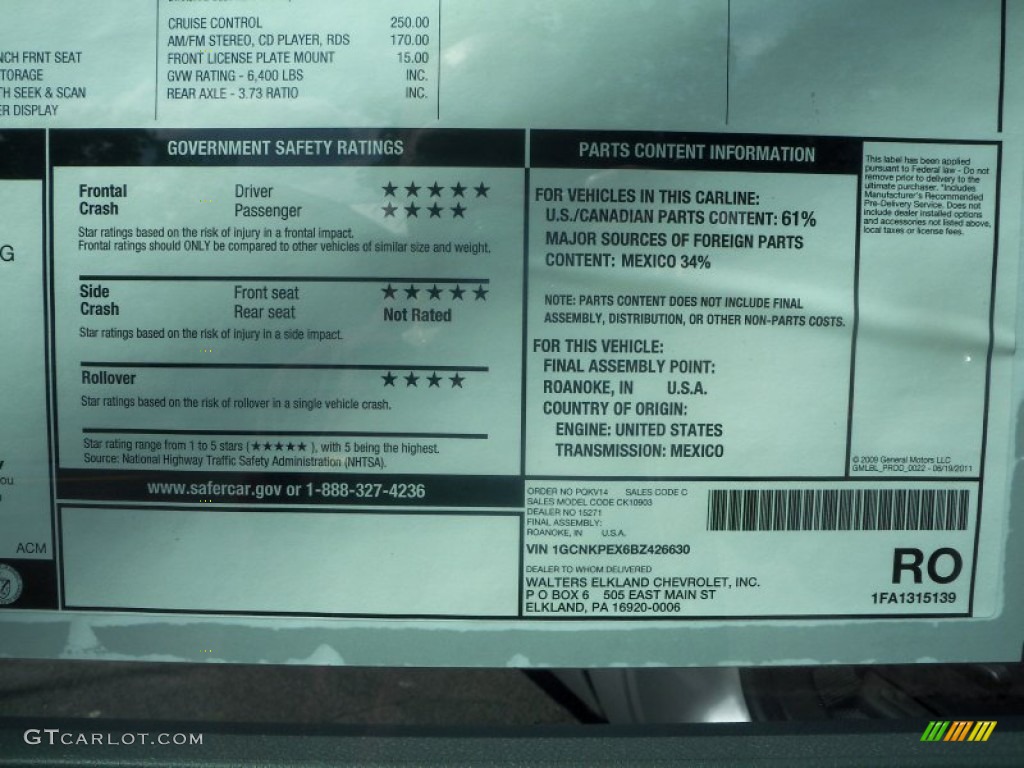 CRUISE CONTROL 250.00
AM/FM STEREO, CD PLAYER, RDS 170.00
FRONT LICENSE PLATE MOUNT 15.00
GVW RATING - 6,400 LBS INC.
REAR AXLE - 3.73 RATIO INC.
FRNT SEAT
SEEK & SCAN
DISPLAY
GOVERNMENT SAFETY RATINGS
Frontal Crash
Driver ★★★★★
Passenger ★★★★
Star ratings based on the risk of injury in a frontal impact.
Frontal ratings should ONLY be compared to other vehicles of similar size and weight.
Side Crash
Front seat ★★★★★
Rear seat Not Rated
Star ratings based on the risk of injury in a side impact.
Rollover ★★★★
Star ratings based on the risk of rollover in a single vehicle crash.
Star rating range from 1 to 5 stars (★★★★★), with 5 being the highest.
Source: National Highway Traffic Safety Administration (NHTSA).
www.safercar.gov or 1-888-327-4236
G
ACM
PARTS CONTENT INFORMATION
FOR VEHICLES IN THIS CARLINE:
U.S./CANADIAN PARTS CONTENT: 61%
MAJOR SOURCES OF FOREIGN PARTS
CONTENT: MEXICO 34%
NOTE: PARTS CONTENT DOES NOT INCLUDE FINAL
ASSEMBLY, DISTRIBUTION, OR OTHER NON-PARTS COSTS.
FOR THIS VEHICLE:
FINAL ASSEMBLY POINT:
ROANOKE, IN U.S.A.
COUNTRY OF ORIGIN:
ENGINE: UNITED STATES
TRANSMISSION: MEXICO
This label has been applied
pursuant to Federal law - Do not
remove prior to delivery to the
ultimate purchaser. *Includes
Manufacturer's Recommended
Pre-Delivery Service. Does not
include dealer installed options
and accessories not listed above,
local taxes or license fees.
© 2009 General Motors LLC
GMLBL_PROD_0022 - 06/19/2011
ORDER NO PQKV14 SALES CODE C
SALES MODEL CODE CK10903
DEALER NO 15271
FINAL ASSEMBLY:
ROANOKE, IN U.S.A.
VIN 1GCNKPEX6BZ426630
DEALER TO WHOM DELIVERED
WALTERS ELKLAND CHEVROLET, INC.
P O BOX 6 505 EAST MAIN ST
ELKLAND, PA 16920-0006
RO
1FA1315139
GTCARLOT.COM